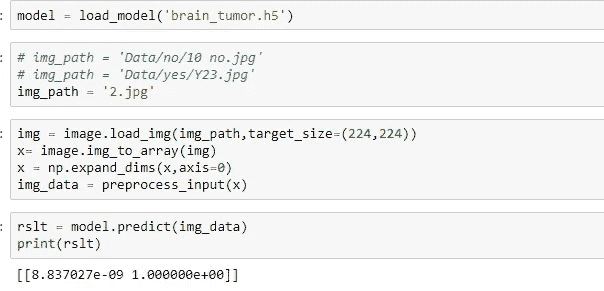 : model = load_model('brain_tumor.h5')
: # img_path = 'Data/no/10 no.jpg'
# img_path = 'Data/yes/Y23.jpg'
img_path = '2.jpg'
: img = image.load_img(img_path,target_size=(224,224))
x= image.img_to_array(img)
x = np.expand_dims(x,axis=0)
img_data = preprocess_input(x)
: rslt = model.predict(img_data)
print(rslt)
[[8.837027e-09 1.000000e+00]]